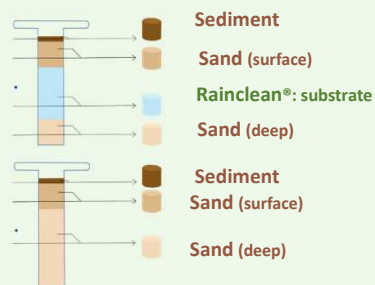 Sediment
Sand (surface)
Rainclean®: substrate
Sand (deep)
Sediment
Sand (surface)
Sand (deep)